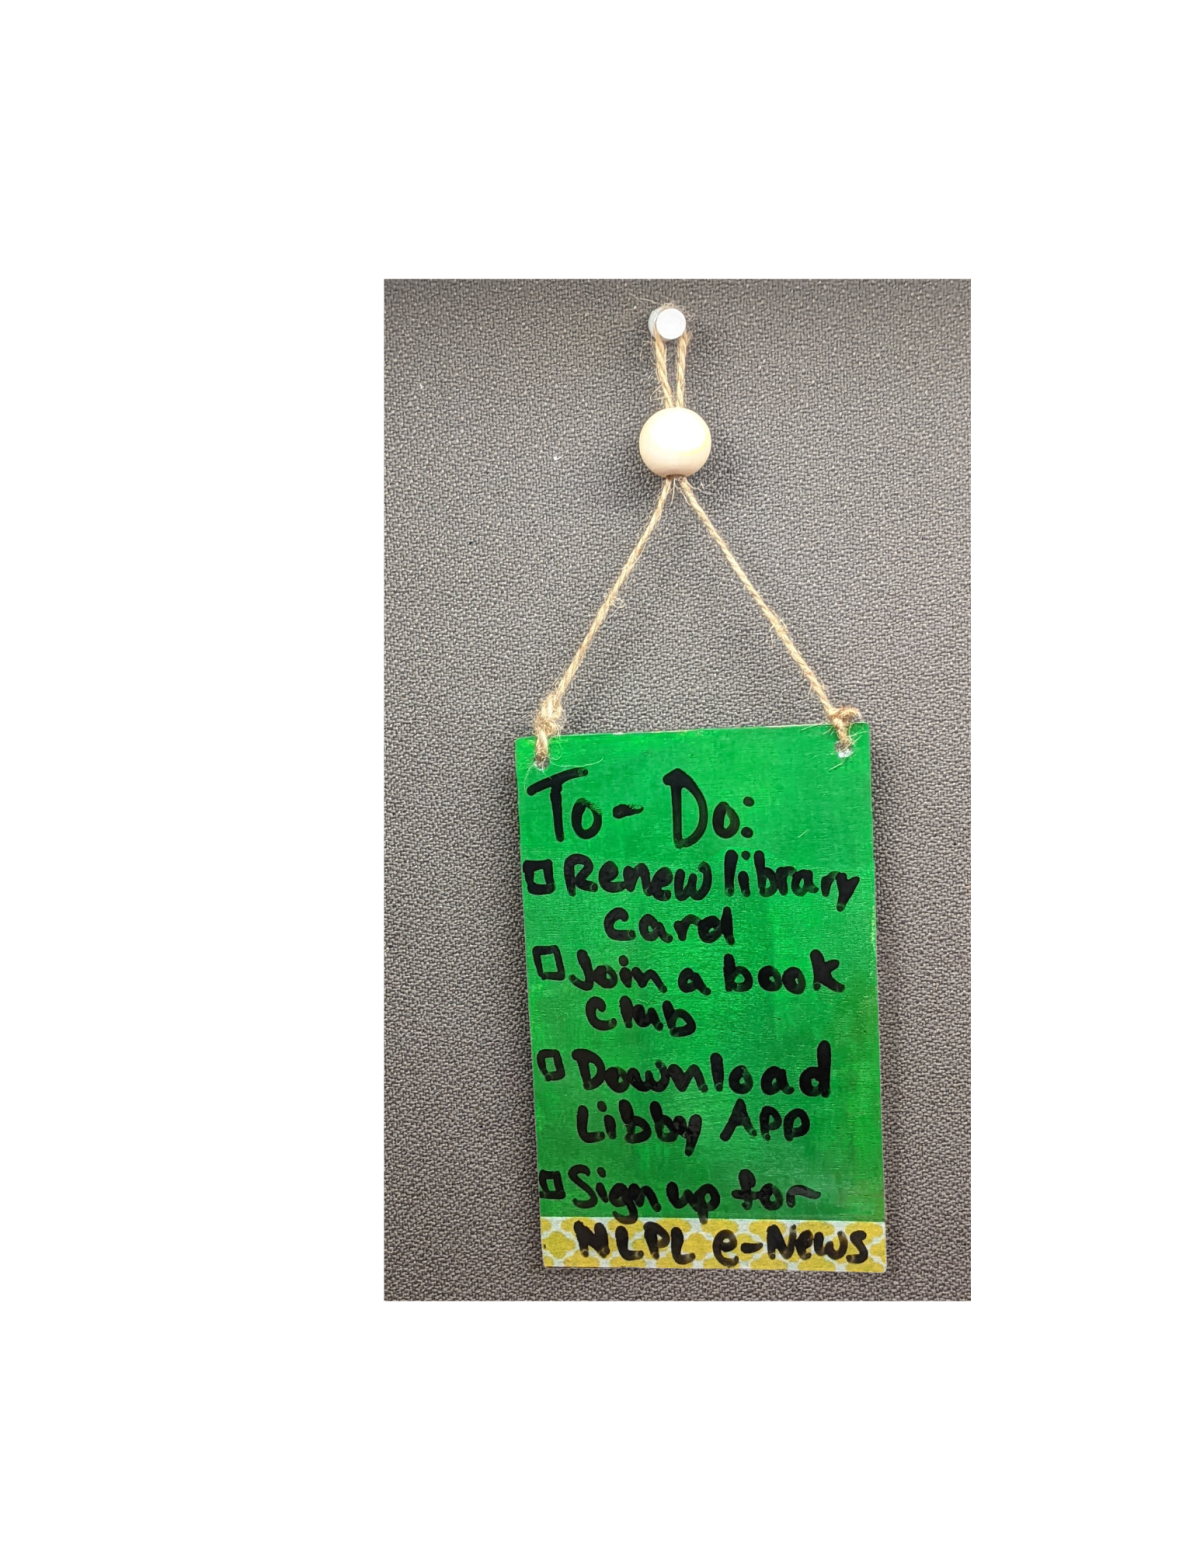 To-Do:
☐ Renew library
card
☐ Join a book
club
☐ Download
Libby App
☐ Sign up for
NLPL e-News